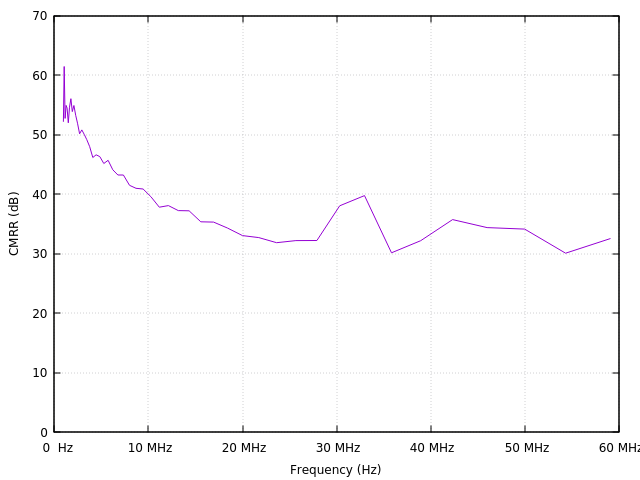 70
60
50
40
30
20
10
0
CMRR (dB)
0 Hz
10 MHz
20 MHz
30 MHz
40 MHz
50 MHz
60 MHz
Frequency (Hz)